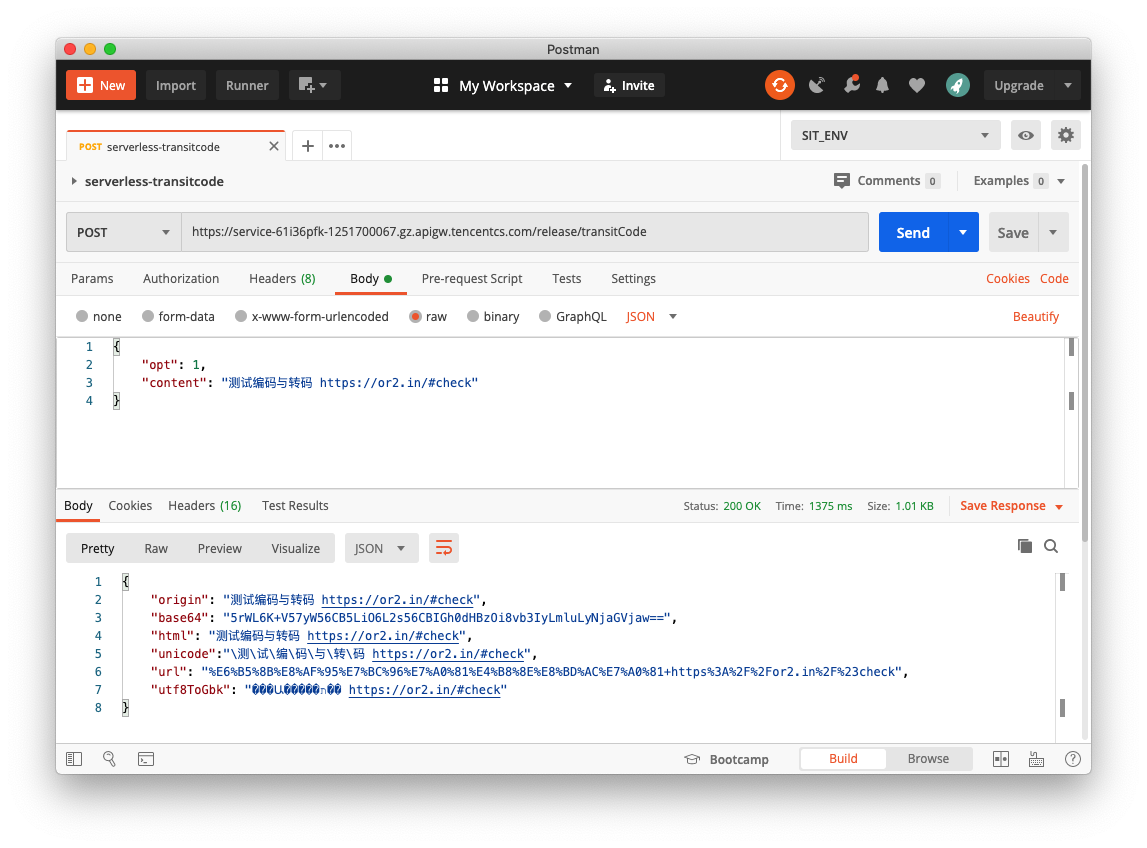 Postman
New
Import
Runner
My Workspace
Invite
Upgrade
POST serverless-transitcode
SIT_ENV
serverless-transitcode
Comments 0
Examples 0
POST
https://service-61i36pfk-1251700067.gz.apigw.tencentcs.com/release/transitCode
Send
Save
Params
Authorization
Headers (8)
Body
Pre-request Script
Tests
Settings
Cookies
Code
none
form-data
x-www-form-urlencoded
raw
binary
GraphQL
JSON
Beautify
1 {
2 "opt": 1,
3 "content": "测试编码与转码 https://or2.in/#check"
4 }
Body
Cookies
Headers (16)
Test Results
Status: 200 OK
Time: 1375 ms
Size: 1.01 KB
Save Response
Pretty
Raw
Preview
Visualize
JSON
1 {
2 "origin": "测试编码与转码 https://or2.in/#check",
3 "base64": "5rWL6K+V57yW56CB5LiO6L2s56CBIGh0dHBzOi8vb3IyLmluLyNjaGVjaw==",
4 "html": "测试编码与转码 https://or2.in/#check",
5 "unicode":"\测\试\编\码\与\转\码 https://or2.in/#check",
6 "url": "%E6%B5%8B%E8%AF%95%E7%BC%96%E7%A0%81%E4%B8%8E%E8%BD%AC%E7%A0%81+https%3A%2F%2For2.in%2F%23check",
7 "utf8ToGbk": " https://or2.in/#check"
8 }
Bootcamp
Build
Browse